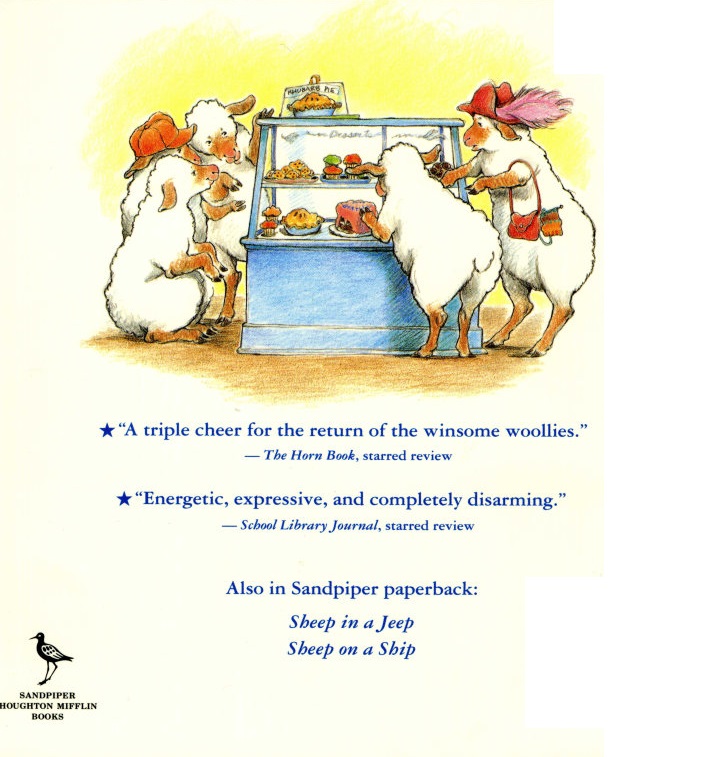 RHUBARB PIE
Desserts
★“A triple cheer for the return of the winsome woollies.”
— The Horn Book, starred review
★“Energetic, expressive, and completely disarming.”
— School Library Journal, starred review
Also in Sandpiper paperback:
Sheep in a Jeep
Sheep on a Ship
SANDPIPER
HOUGHTON MIFFLIN
BOOKS